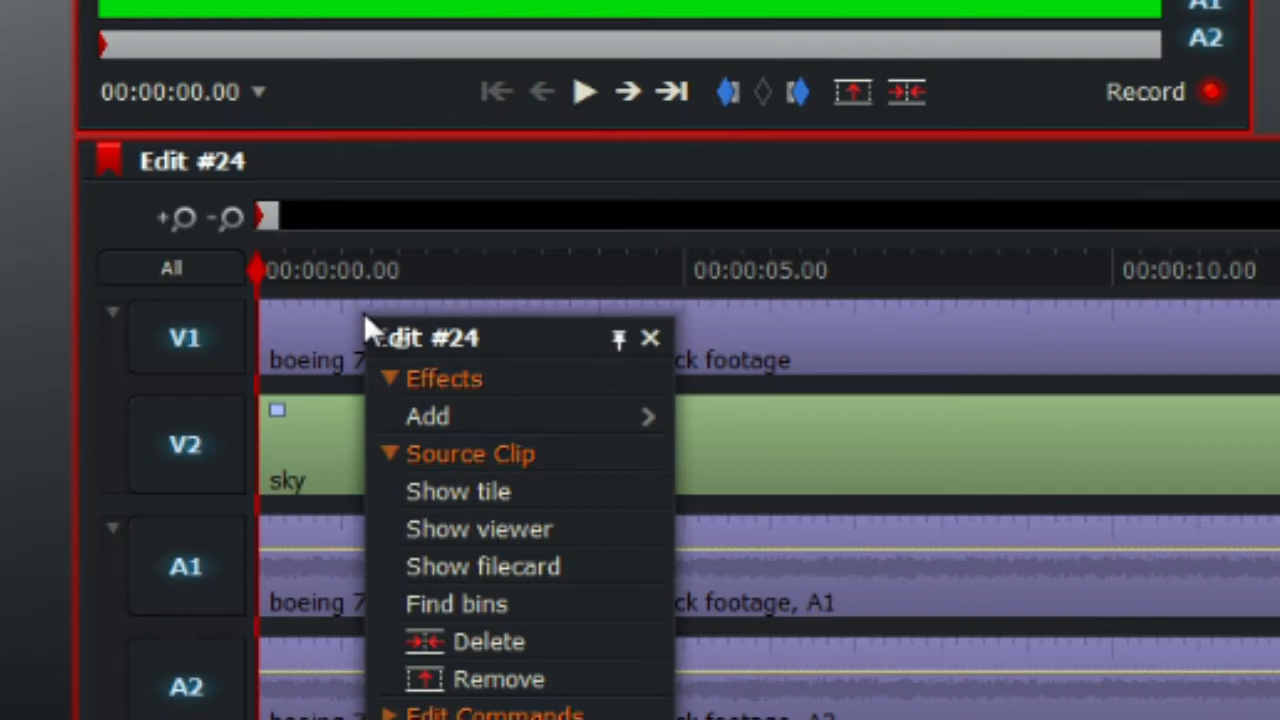 A1
A2
00:00:00.00
Record
Edit #24
+ -
All
00:00:00.00 00:00:05.00 00:00:10.00
V1
boeing 7
ck footage
Edit #24
Effects
Add
V2
sky
Source Clip
Show tile
Show viewer
Show filecard
A1
boeing 7
ck footage, A1
Find bins
Delete
Remove
A2
Edit Commands